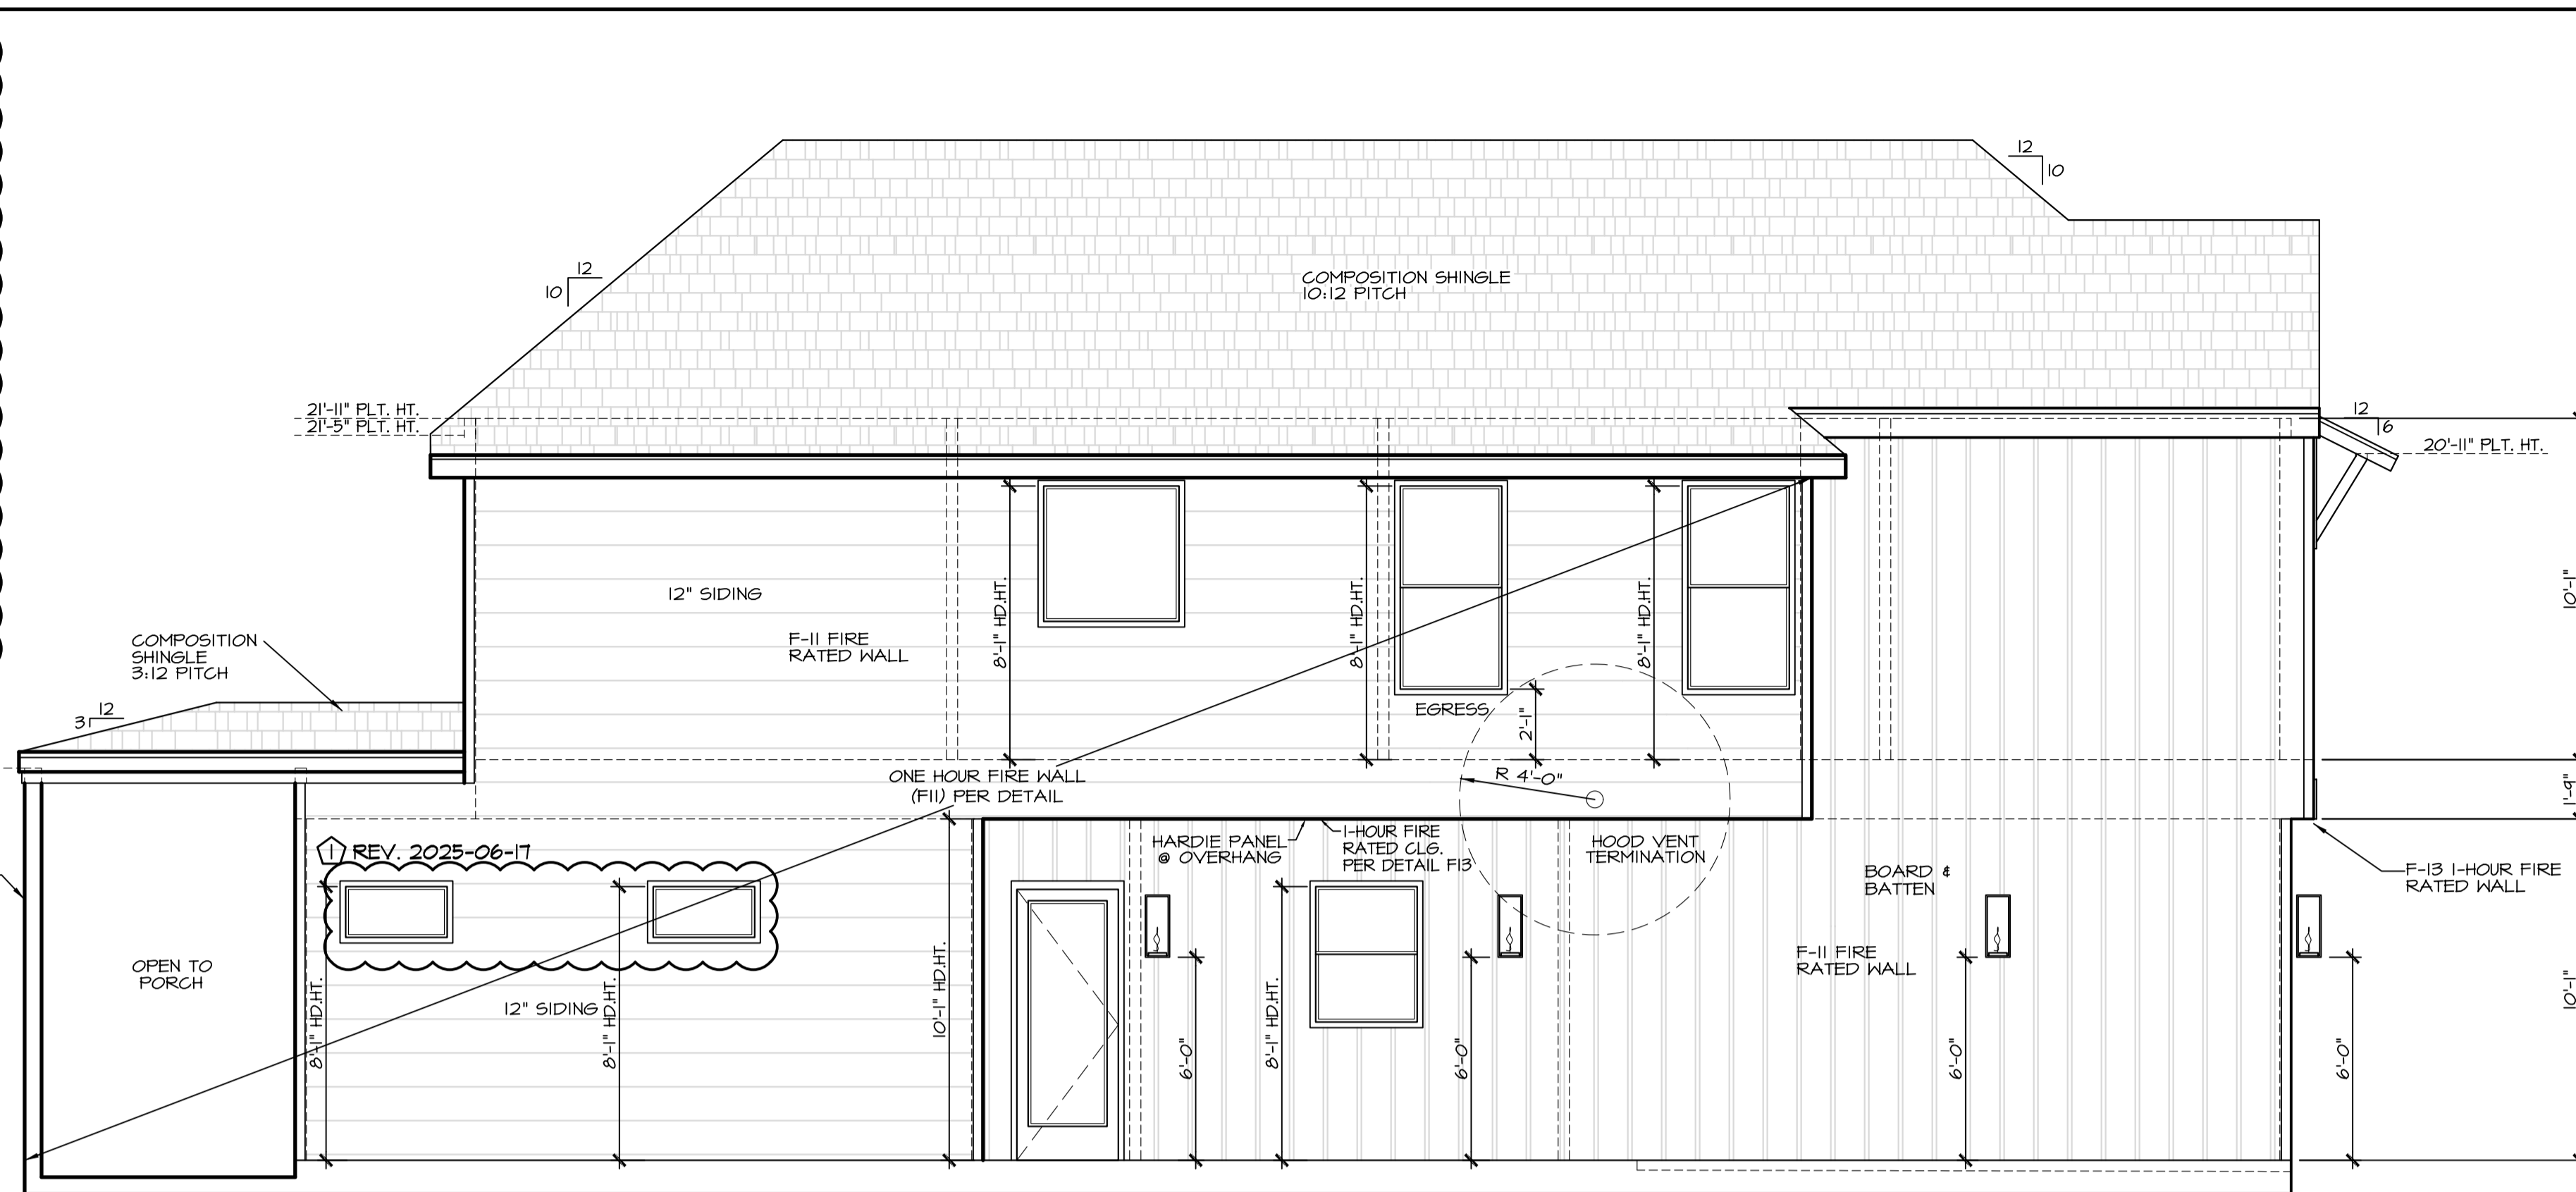 12
10
12
10
COMPOSITION SHINGLE
10:12 PITCH
21'-11" PLT. HT.
21'-5" PLT. HT.
12
6
20'-11" PLT. HT.
12" SIDING
F-11 FIRE
RATED WALL
8'-1" HD.HT.
8'-1" HD.HT.
8'-1" HD.HT.
10'-1"
COMPOSITION
SHINGLE
3:12 PITCH
12
3
EGRESS
2'-1"
R 4'-0"
1'-9"
ONE HOUR FIRE WALL
(F11) PER DETAIL
1 REV. 2025-06-17
HARDIE PANEL
@ OVERHANG
1-HOUR FIRE
RATED CLG.
PER DETAIL F13
HOOD VENT
TERMINATION
BOARD &
BATTEN
F-13 1-HOUR FIRE
RATED WALL
OPEN TO
PORCH
F-11 FIRE
RATED WALL
12" SIDING
8'-1" HD.HT.
8'-1" HD.HT.
10'-1" HD.HT.
6'-0"
8'-1" HD.HT.
6'-0"
6'-0"
6'-0"
10'-1"